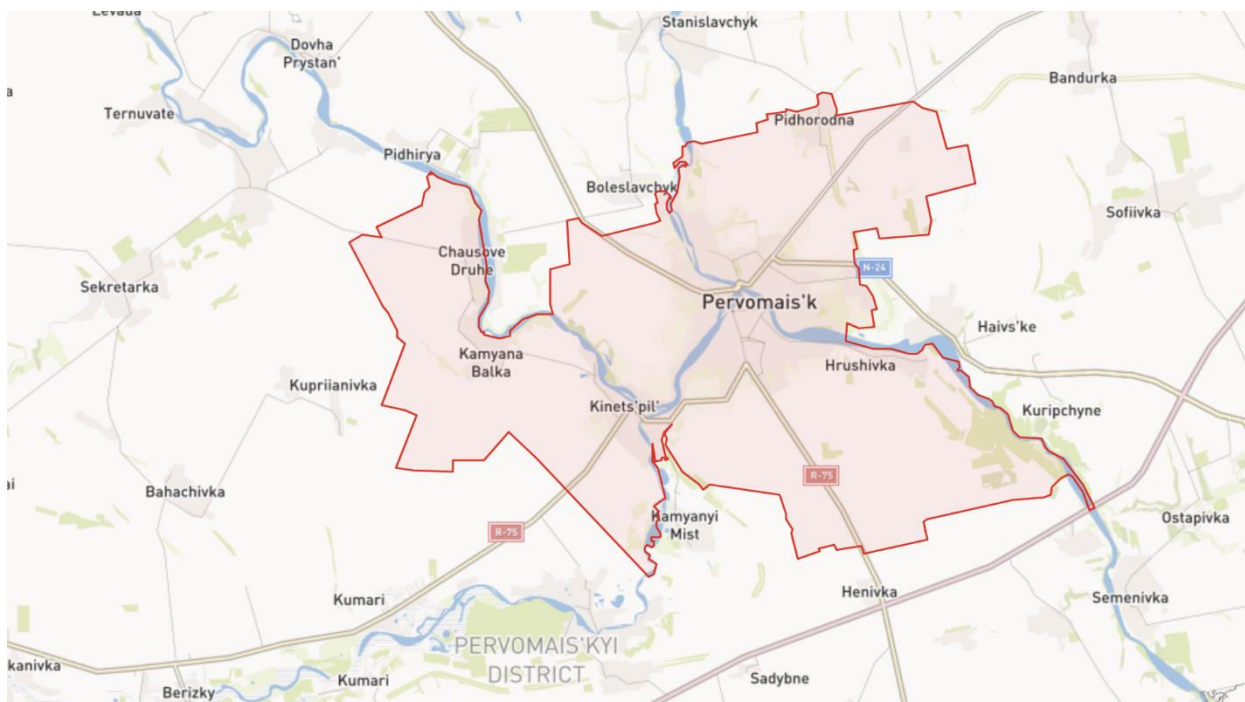 Levada
Stanislavchyk
Dovha
Prystan'
Bandurka
Ternuvate
Pidhorodna
Pidhirya
Boleslavchyk
Sofiivka
Chausove
Druhe
N-24
Sekretarka
Pervomais'k
Haivs'ke
Kamyana
Balka
Hrushivka
Kupriianivka
Kinets'pil'
Kuripchyne
R-75
Bahachivka
Kamyanyi
Mist
Ostapivka
R-75
Kumari
Henivka
Semenivka
PERVOMAIS'KYI
DISTRICT
kanivka
Kumari
Sadybne
Berizky